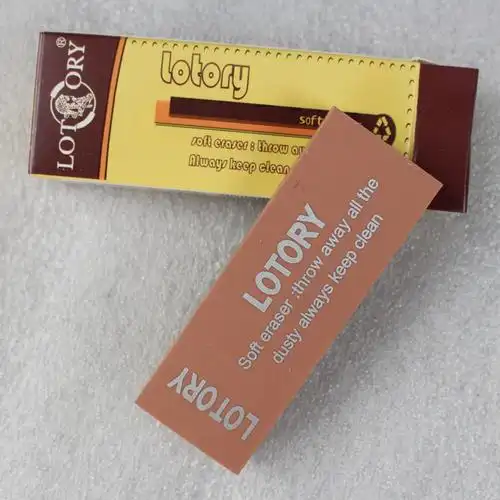 LOTORY®
Lotory
soft
soft eraser : throw
Always keep clean
LOTORY
Soft eraser :throw away all the
dusty always keep clean
LOTORY